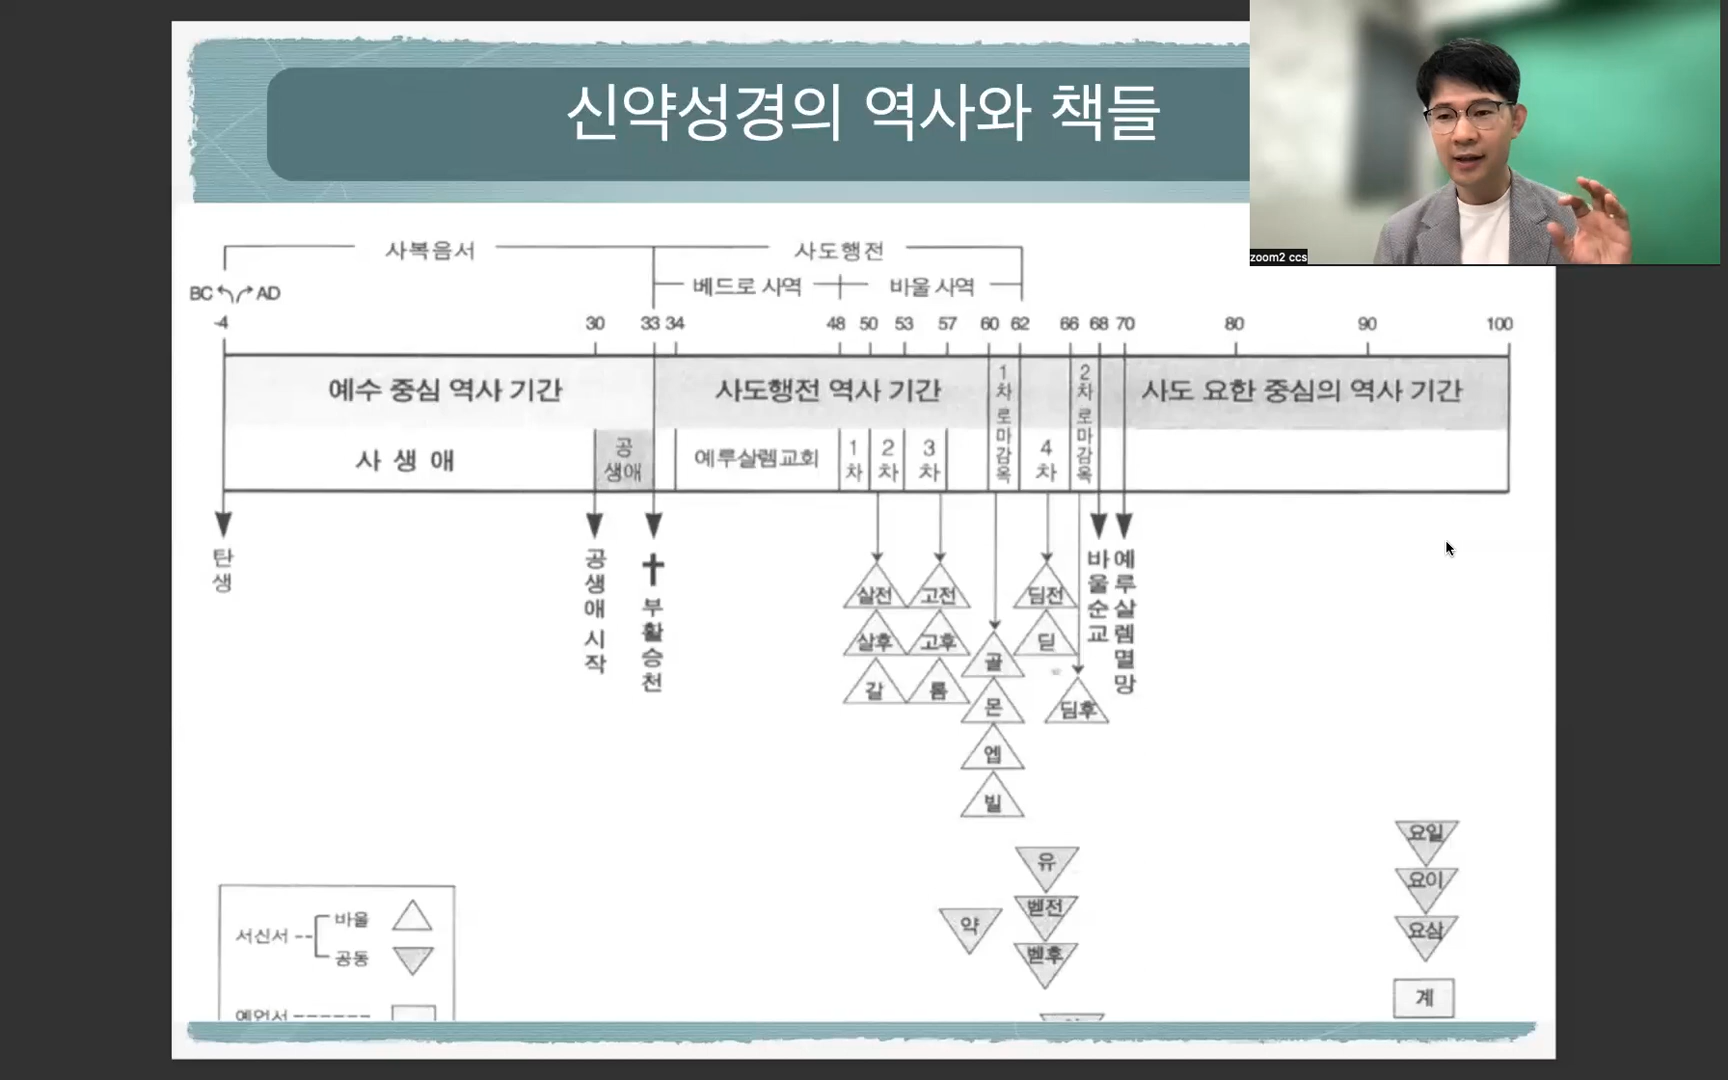 신약성경의 역사와 책들
zoom2 ccs
사복음서
사도행전
베드로 사역
바울 사역
BC
AD
-4
30
33
34
48
50
53
57
60
62
66
68
70
80
90
100
예수 중심 역사 기간
사도행전 역사 기간
1차 로마감옥
2차 로마감옥
사도 요한 중심의 역사 기간
사 생 애
공생애
예루살렘교회
1차
2차
3차
4차
탄생
공생애 시작
부활승천
바울순교
예루살렘멸망
살전
고전
딤전
살후
고후
골
딛
갈
롬
몬
딤후
엡
빌
유
벧전
벧후
약
요일
요이
요삼
계
서신서
바울
공동
예언서